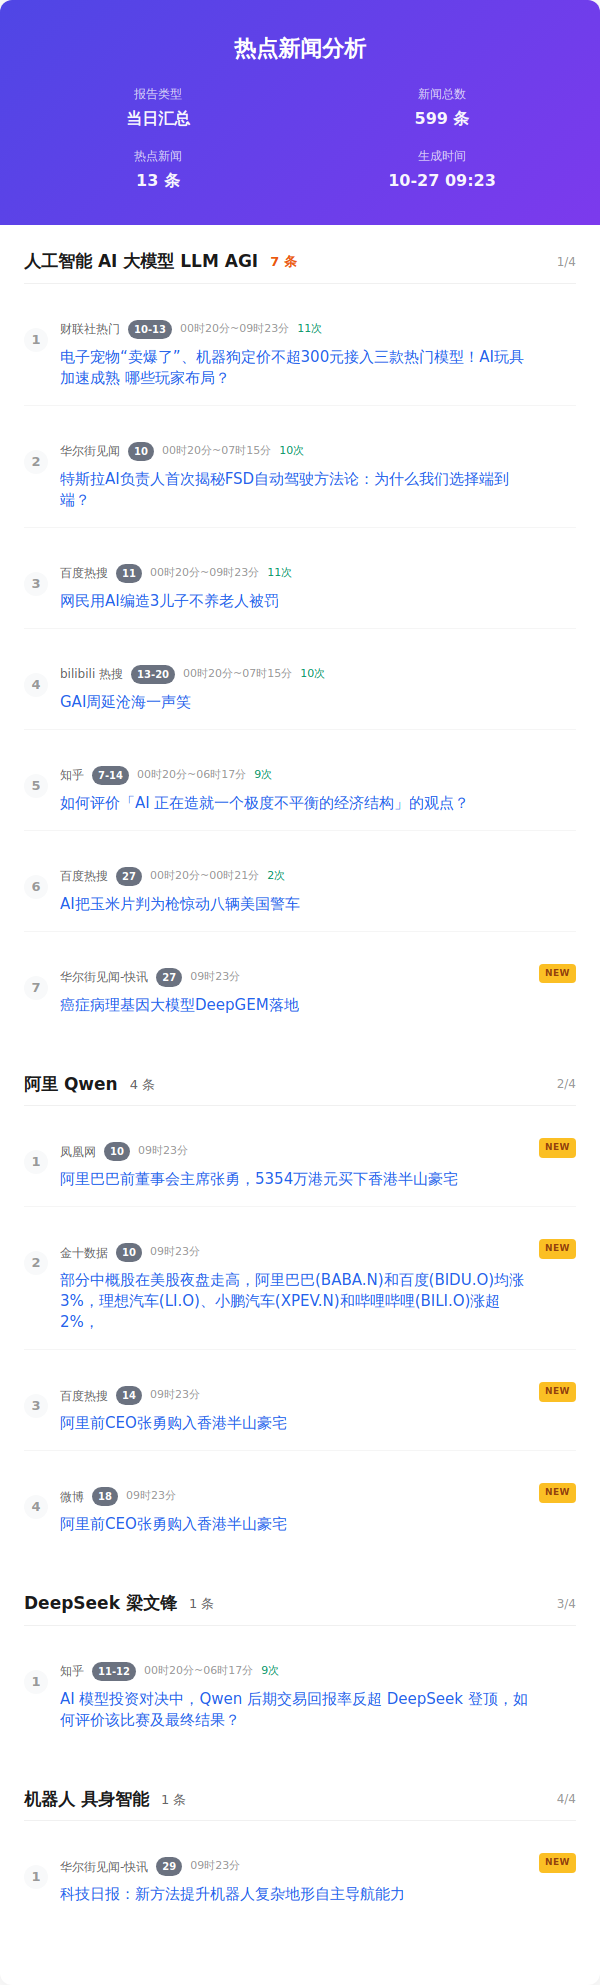 热点新闻分析
报告类型
当日汇总
新闻总数
599 条
热点新闻
13 条
生成时间
10-27 09:23
人工智能 AI 大模型 LLM AGI 7 条 1/4
1
财联社热门 10-13 00时20分~09时23分 11次
电子宠物“卖爆了”、机器狗定价不超300元接入三款热门模型！AI玩具
加速成熟 哪些玩家布局？
2
华尔街见闻 10 00时20分~07时15分 10次
特斯拉AI负责人首次揭秘FSD自动驾驶方法论：为什么我们选择端到
端？
3
百度热搜 11 00时20分~09时23分 11次
网民用AI编造3儿子不养老人被罚
4
bilibili 热搜 13-20 00时20分~07时15分 10次
GAI周延沧海一声笑
5
知乎 7-14 00时20分~06时17分 9次
如何评价「AI 正在造就一个极度不平衡的经济结构」的观点？
6
百度热搜 27 00时20分~00时21分 2次
AI把玉米片判为枪惊动八辆美国警车
7
华尔街见闻-快讯 27 09时23分 NEW
癌症病理基因大模型DeepGEM落地
阿里 Qwen 4 条 2/4
1
凤凰网 10 09时23分 NEW
阿里巴巴前董事会主席张勇，5354万港元买下香港半山豪宅
2
金十数据 10 09时23分 NEW
部分中概股在美股夜盘走高，阿里巴巴(BABA.N)和百度(BIDU.O)均涨
3%，理想汽车(LI.O)、小鹏汽车(XPEV.N)和哔哩哔哩(BILI.O)涨超
2%，
3
百度热搜 14 09时23分 NEW
阿里前CEO张勇购入香港半山豪宅
4
微博 18 09时23分 NEW
阿里前CEO张勇购入香港半山豪宅
DeepSeek 梁文锋 1 条 3/4
1
知乎 11-12 00时20分~06时17分 9次
AI 模型投资对决中，Qwen 后期交易回报率反超 DeepSeek 登顶，如
何评价该比赛及最终结果？
机器人 具身智能 1 条 4/4
1
华尔街见闻-快讯 29 09时23分 NEW
科技日报：新方法提升机器人复杂地形自主导航能力